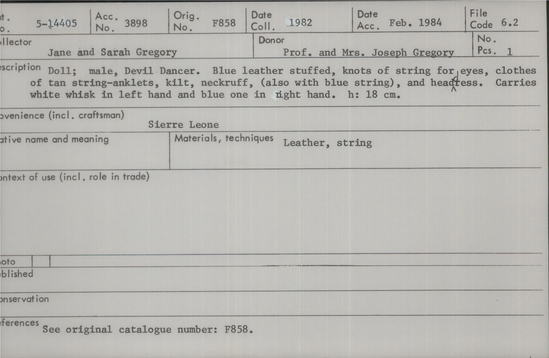 t. 5-14405 Acc. No. 3898 Orig. No. F858 Date Coll. 1982 Date Acc. Feb. 1984 File Code 6.2
ollector Jane and Sarah Gregory Donor Prof. and Mrs. Joseph Gregory No. Pcs. 1
scription Doll; male, Devil Dancer. Blue leather stuffed, knots of string for eyes, clothes
of tan string-anklets, kilt, neckruff, (also with blue string), and headress. Carries
white whisk in left hand and blue one in right hand. h: 18 cm.
ovenience (incl. craftsman)
Sierre Leone
ative name and meaning Materials, techniques Leather, string
ontext of use (incl. role in trade)
oto
blished
onservation
ferences See original catalogue number: F858.